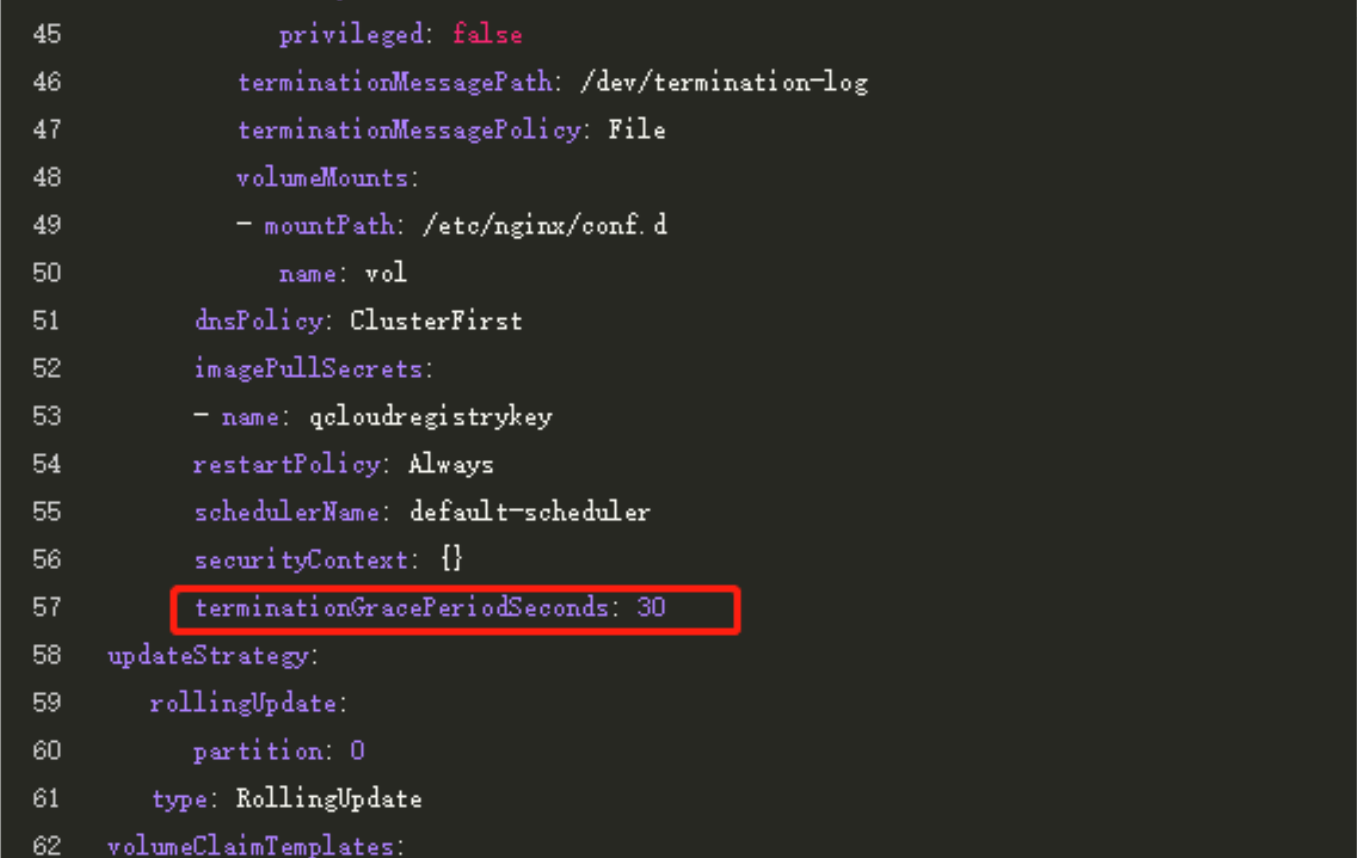 45 privileged: false
46 terminationMessagePath: /dev/termination-log
47 terminationMessagePolicy: File
48 volumeMounts:
49 - mountPath: /etc/nginx/conf.d
50 name: vol
51 dnsPolicy: ClusterFirst
52 imagePullSecrets:
53 - name: qcloudregistrykey
54 restartPolicy: Always
55 schedulerName: default-scheduler
56 securityContext: {}
57 terminationGracePeriodSeconds: 30
58 updateStrategy:
59 rollingUpdate:
60 partition: 0
61 type: RollingUpdate
62 volumeClaimTemplates: